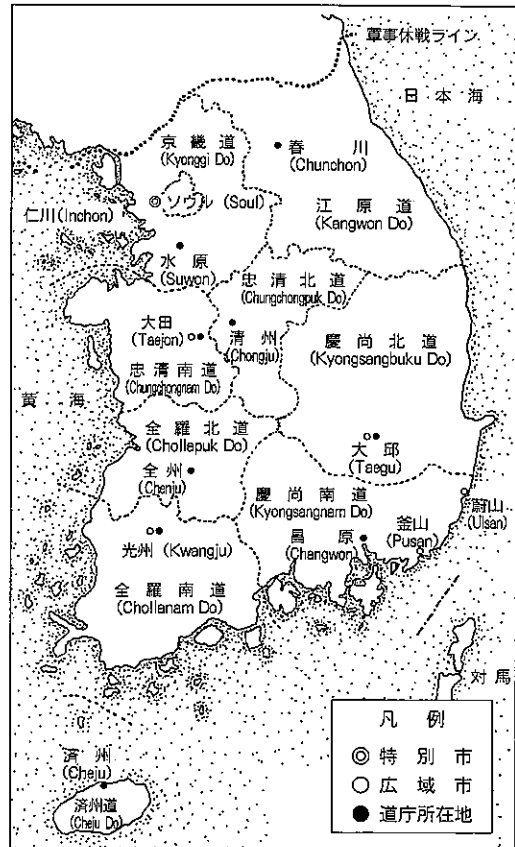 軍事休戦ライン
日本海
京畿道
(Kyonggi Do)
春川
(Chunchon)
ソウル (Soul)
仁川(Inchon)
江原道
(Kangwon Do)
水原
(Suwon)
忠清北道
(Chungchongpuk Do)
大田
(Taejon)
清州
(Chongju)
慶尚北道
(Kyongsangbuku Do)
忠清南道
(Chungchongnam Do)
黄海
全羅北道
(Chollapuk Do)
大邱
(Taegu)
全州
(Chenju)
慶尚南道
(Kyongsangnam Do)
蔚山
(Ulsan)
釜山
(Pusan)
昌原
(Changwon)
光州 (Kwangju)
全羅南道
(Chollanam Do)
対馬
済州
(Cheju)
済州道
(Cheju Do)
凡例
◎ 特別市
○ 広域市
● 道庁所在地